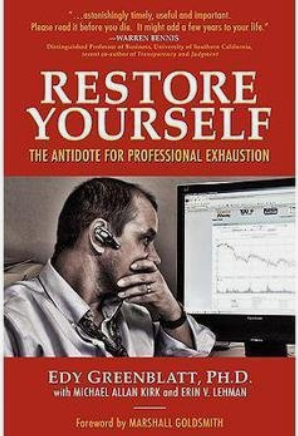 "...astonishingly timely, useful and important.
Please read it before you die. It might add a few years to your life."
—WARREN BENNIS
Distinguished Professor of Business, University of Southern California,
recent co-author of Transparency and Judgment
RESTORE
YOURSELF
THE ANTIDOTE FOR PROFESSIONAL EXHAUSTION
EDY GREENBLATT, PH.D.
with MICHAEL ALLAN KIRK and ERIN V. LEHMAN
Foreword by MARSHALL GOLDSMITH